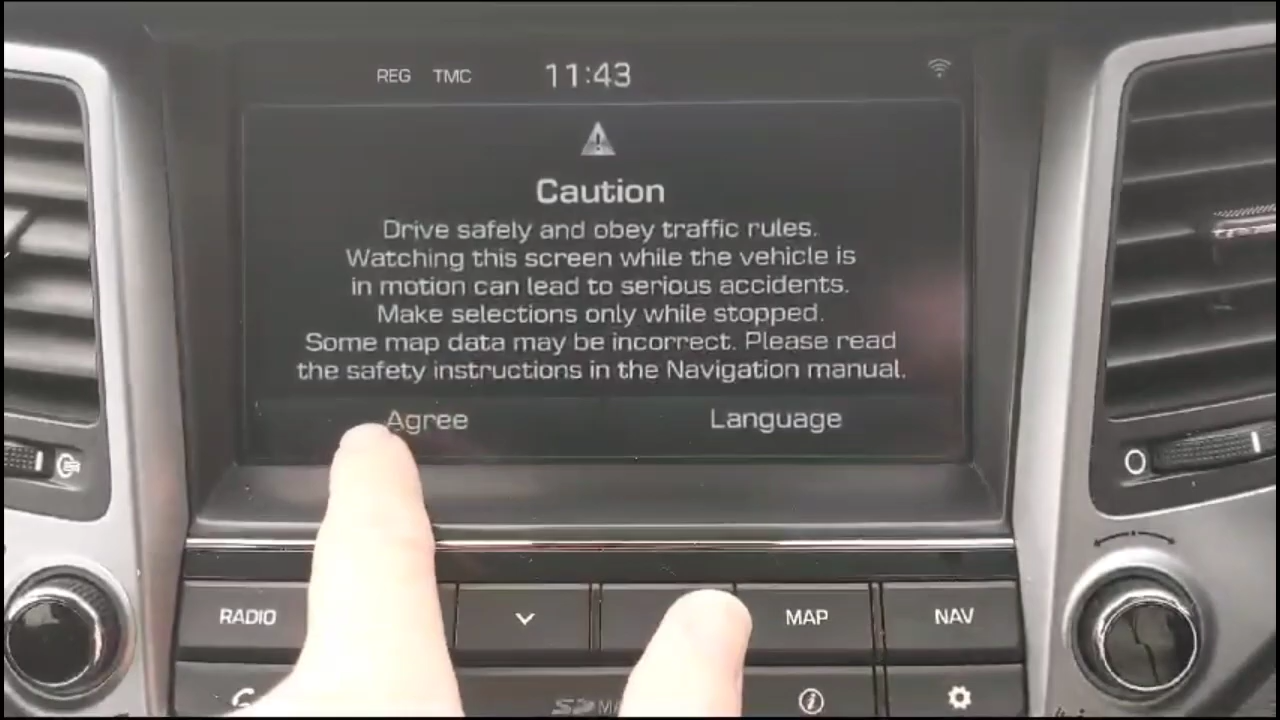 REG TMC 11:43
Caution
Drive safely and obey traffic rules.
Watching this screen while the vehicle is
in motion can lead to serious accidents.
Make selections only while stopped.
Some map data may be incorrect. Please read
the safety instructions in the Navigation manual.
Agree Language
RADIO MAP NAV